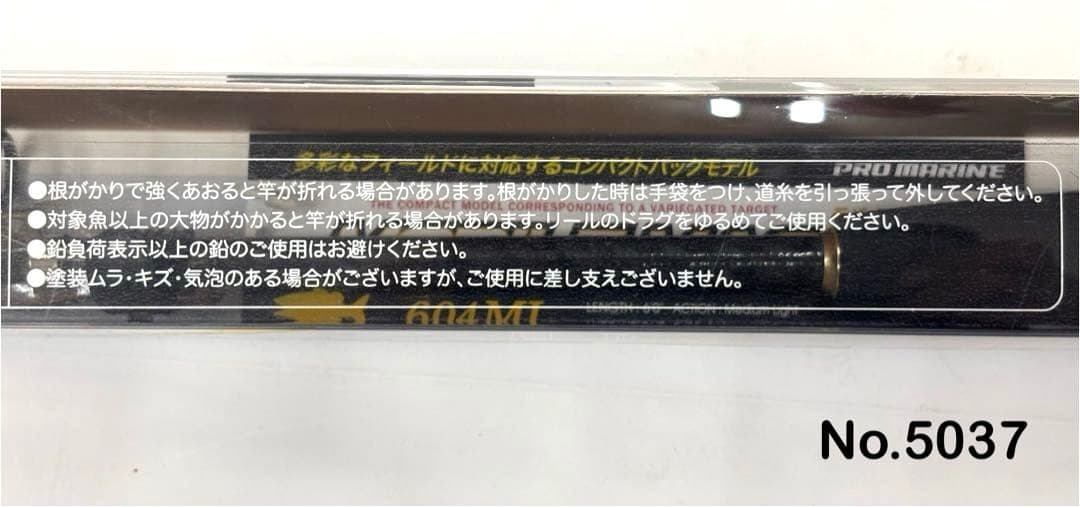 多彩なフィールドに対応するコンパクトパックモデル
PRO MARINE
●根がかりで強くあおると竿が折れる場合があります。根がかりした時は手袋をつけ、道糸を引っ張って外してください。
THE COMPACT MODEL CORRESPONDING TO A VARIEGATED TARGET
●対象魚以上の大物がかかると竿が折れる場合があります。リールのドラグをゆるめてご使用ください。
●鉛負荷表示以上の鉛のご使用はお避けください。
●塗装ムラ・キズ・気泡のある場合がございますが、ご使用に差し支えございません。
604ML
LENGTH : 6'0" ACTION : Medium Light
No.5037